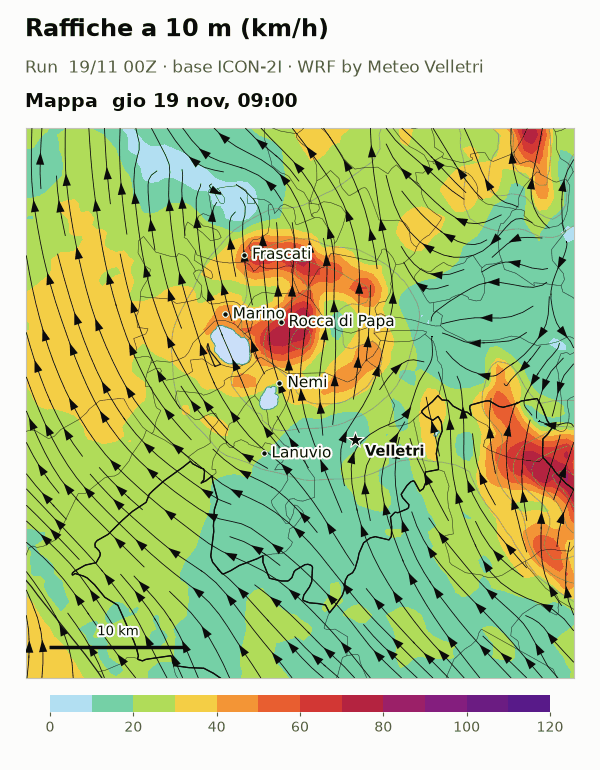 Raffiche a 10 m (km/h)
Run  19/11 00Z · base ICON-2I · WRF by Meteo Velletri
Mappa  gio 19 nov, 09:00
Frascati
Marino
Rocca di Papa
Nemi
Velletri
Lanuvio
10 km
0 20 40 60 80 100 120